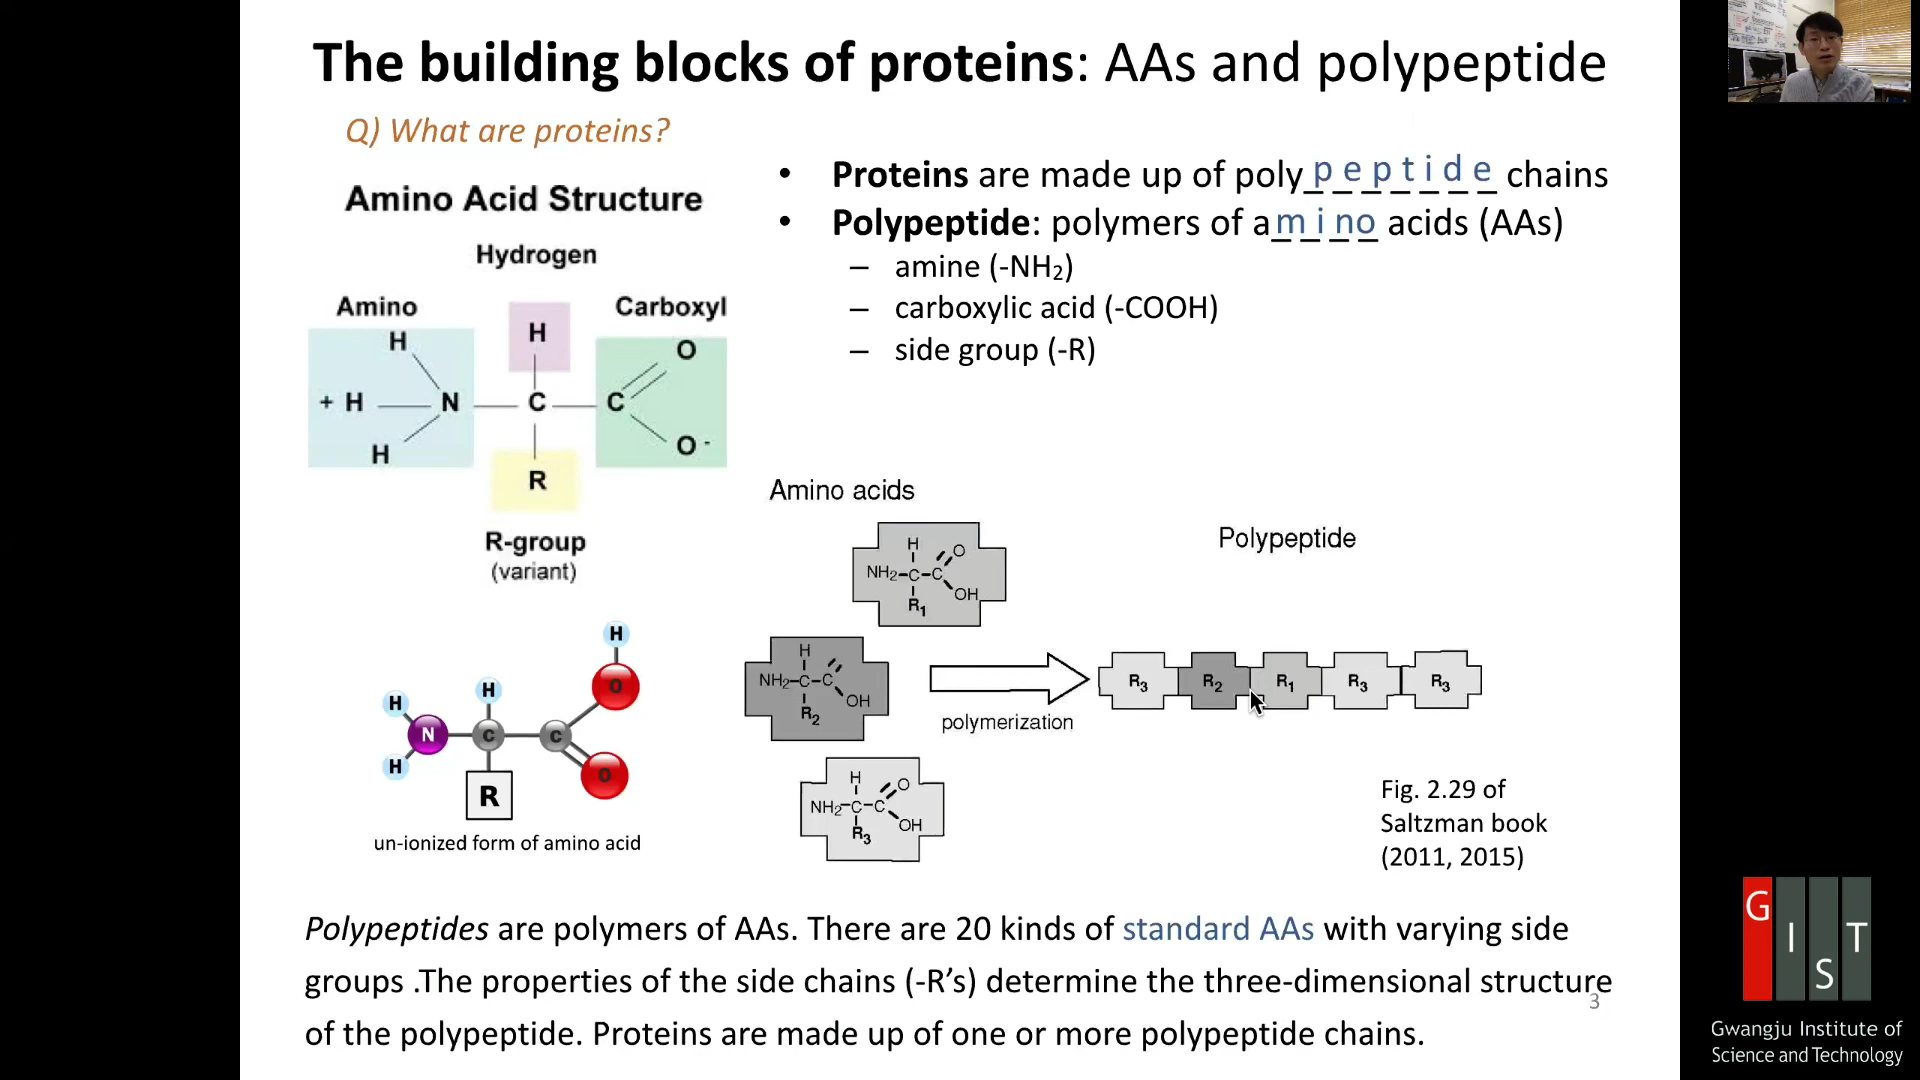 The building blocks of proteins: AAs and polypeptide
Q) What are proteins?
Amino Acid Structure
Hydrogen
Amino
Carboxyl
H
H
O
+ H
N
C
C
H
O -
R
R-group
(variant)
• Proteins are made up of poly peptide chains
• Polypeptide: polymers of amino acids (AAs)
– amine (-NH₂)
– carboxylic acid (-COOH)
– side group (-R)
Amino acids
H
O
NH₂-C-C
OH
R₁
H
NH₂-C-C
OH
R₂
H
O
NH₂-C-C
OH
R₃
polymerization
Polypeptide
R₃ R₂ R₁ R₃ R₃
H
H
H
O
N
C
C
H
O
R
un-ionized form of amino acid
Fig. 2.29 of
Saltzman book
(2011, 2015)
Polypeptides are polymers of AAs. There are 20 kinds of standard AAs with varying side
groups .The properties of the side chains (-R’s) determine the three-dimensional structure
of the polypeptide. Proteins are made up of one or more polypeptide chains.
3
G I S T
Gwangju Institute of
Science and Technology